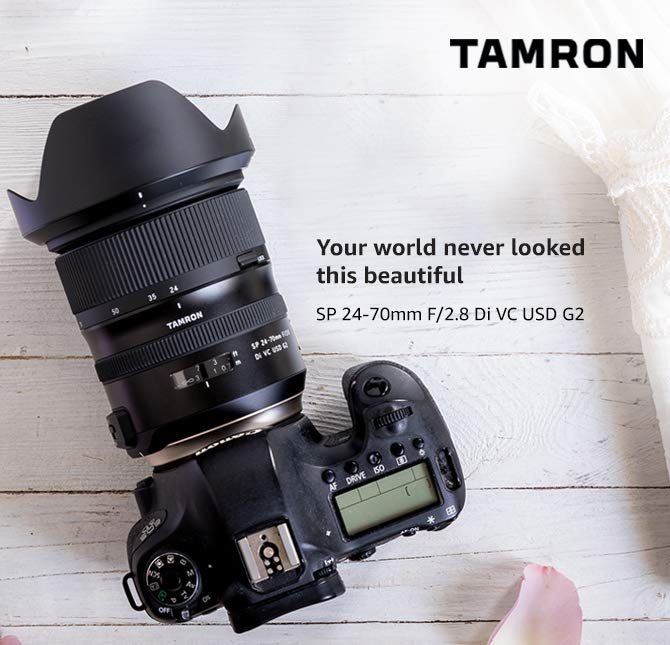 TAMRON
Your world never looked
this beautiful
SP 24-70mm F/2.8 Di VC USD G2
50 35 24
TAMRON
SP 24-70mm F/2.8
Di VC USD G2
ft
m
AF DRIVE ISO
OFF